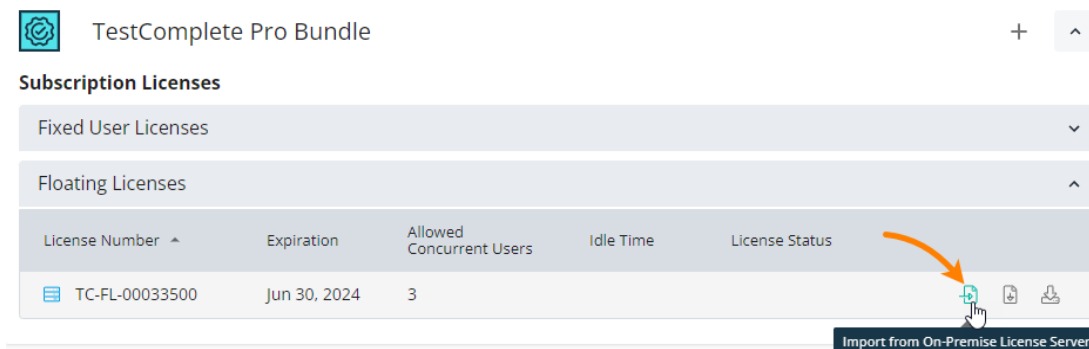 TestComplete Pro Bundle
Subscription Licenses
Fixed User Licenses
Floating Licenses
License Number Expiration Allowed Concurrent Users Idle Time License Status
TC-FL-00033500 Jun 30, 2024 3
Import from On-Premise License Server